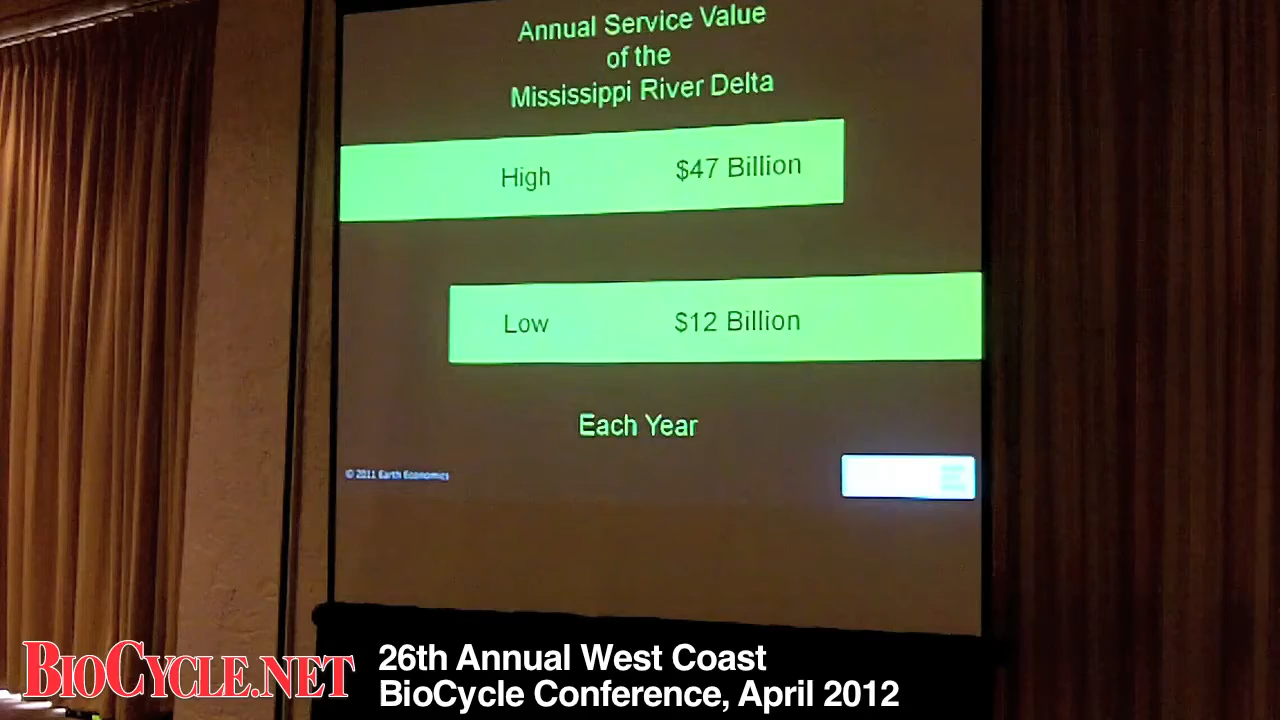 Annual Service Value
of the
Mississippi River Delta
High $47 Billion
Low $12 Billion
Each Year
© 2011 Earth Economics
BIOCYCLE.NET
26th Annual West Coast
BioCycle Conference, April 2012